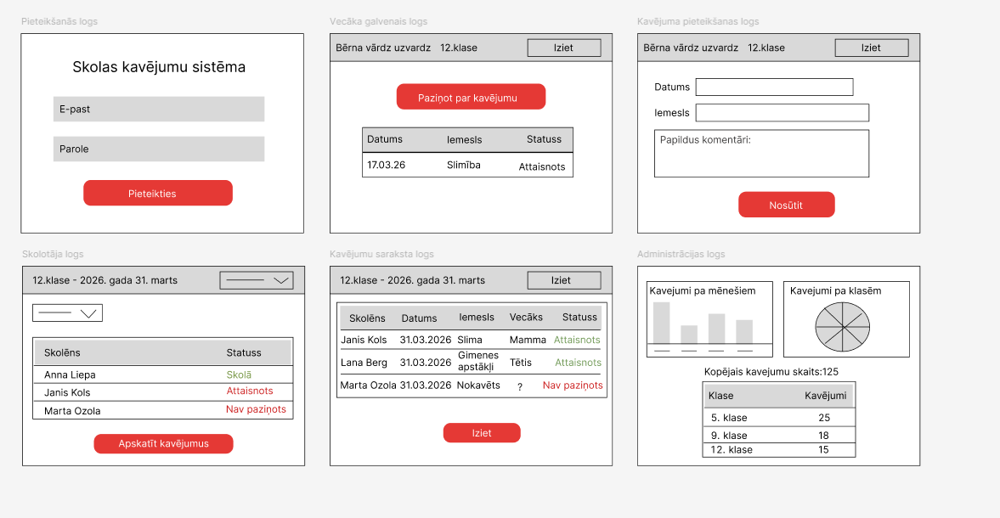 Pieteikšanās logs
Skolas kavējumu sistēma
E-past
Parole
Pieteikties
Vecāka galvenais logs
Bērna vārdz uzvardz 12.klase Iziet
Paziņot par kavējumu
Datums Iemesls Statuss
17.03.26 Slimība Attaisnots
Kavējuma pieteikšanas logs
Bērna vārdz uzvardz 12.klase Iziet
Datums
Iemesls
Papildus komentāri:
Nosūtit
Skolotāja logs
12.klase - 2026. gada 31. marts
Skolēns Statuss
Anna Liepa Skolā
Janis Kols Attaisnots
Marta Ozola Nav paziņots
Apskatīt kavējumus
Kavējumu saraksta logs
12.klase - 2026. gada 31. marts Iziet
Skolēns Datums Iemesls Vecāks Statuss
Janis Kols 31.03.2026 Slima Mamma Attaisnots
Lana Berg 31.03.2026 Gimenes apstākļi Tētis Attaisnots
Marta Ozola 31.03.2026 Nokavēts ? Nav paziņots
Iziet
Administrācijas logs
Kavejumi pa mēnešiem
Kavejumi pa klasēm
Kopējais kavejumu skaits:125
Klase Kavējumi
5. klase 25
9. klase 18
12. klase 15